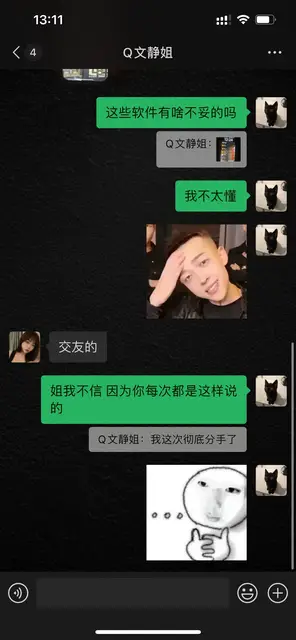 13:11
4
Q文静姐
这些软件有啥不妥的吗
Q文静姐：
我不太懂
交友的
姐我不信 因为你每次都是这样说
的
Q文静姐：我这次彻底分手了